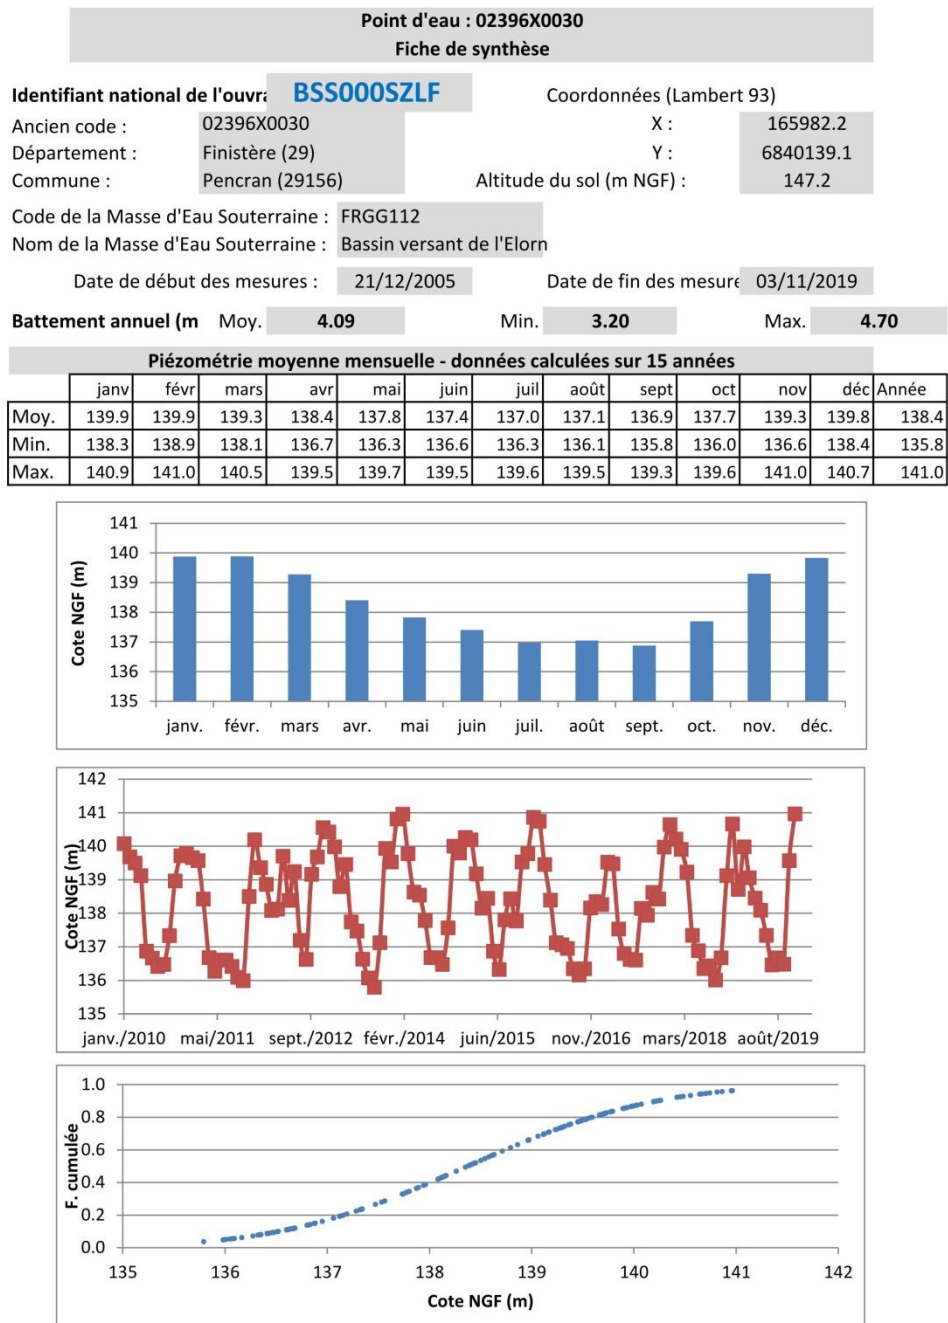 Point d'eau : 02396X0030
Fiche de synthèse
Identifiant national de l'ouvra BSS000SZLF Coordonnées (Lambert 93)
Ancien code : 02396X0030 X : 165982.2
Département : Finistère (29) Y : 6840139.1
Commune : Pencran (29156) Altitude du sol (m NGF) : 147.2
Code de la Masse d'Eau Souterraine : FRGG112
Nom de la Masse d'Eau Souterraine : Bassin versant de l'Elorn
Date de début des mesures : 21/12/2005 Date de fin des mesure 03/11/2019
Battement annuel (m Moy. 4.09 Min. 3.20 Max. 4.70
Piézométrie moyenne mensuelle - données calculées sur 15 années
janv févr mars avr mai juin juil août sept oct nov déc Année
Moy. 139.9 139.9 139.3 138.4 137.8 137.4 137.0 137.1 136.9 137.7 139.3 139.8 138.4
Min. 138.3 138.9 138.1 136.7 136.3 136.6 136.3 136.1 135.8 136.0 136.6 138.4 135.8
Max. 140.9 141.0 140.5 139.5 139.7 139.5 139.6 139.5 139.3 139.6 141.0 140.7 141.0
Cote NGF (m)
141
140
139
138
137
136
135
janv. févr. mars avr. mai juin juil. août sept. oct. nov. déc.
Cote NGF (m)
142
141
140
139
138
137
136
135
janv./2010 mai/2011 sept./2012 févr./2014 juin/2015 nov./2016 mars/2018 août/2019
F. cumulée
1.0
0.8
0.6
0.4
0.2
0.0
135 136 137 138 139 140 141 142
Cote NGF (m)